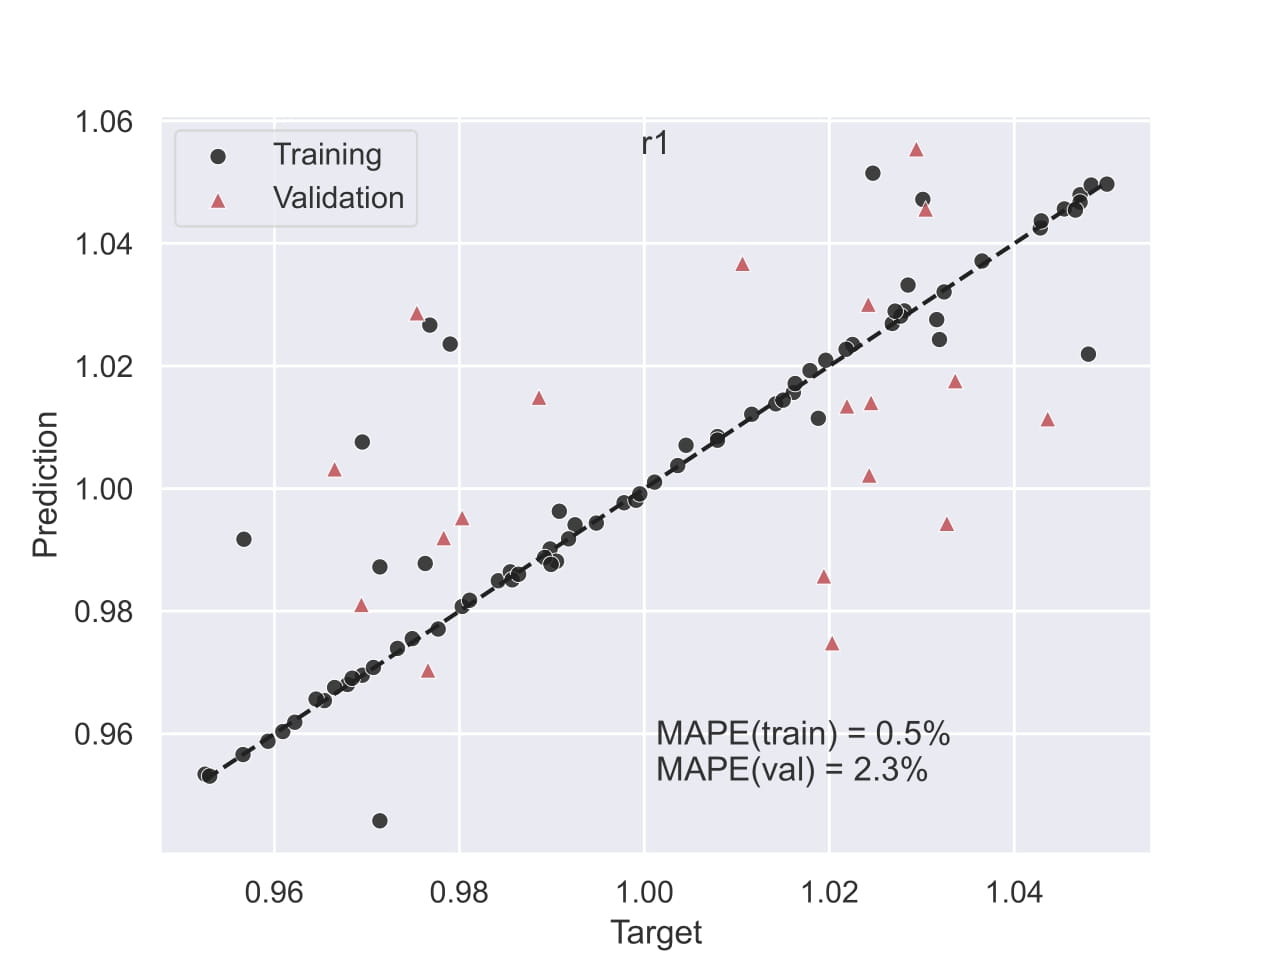 r1
Training
Validation
1.06
1.04
1.02
1.00
0.98
0.96
Prediction
MAPE(train) = 0.5%
MAPE(val) = 2.3%
0.96 0.98 1.00 1.02 1.04
Target